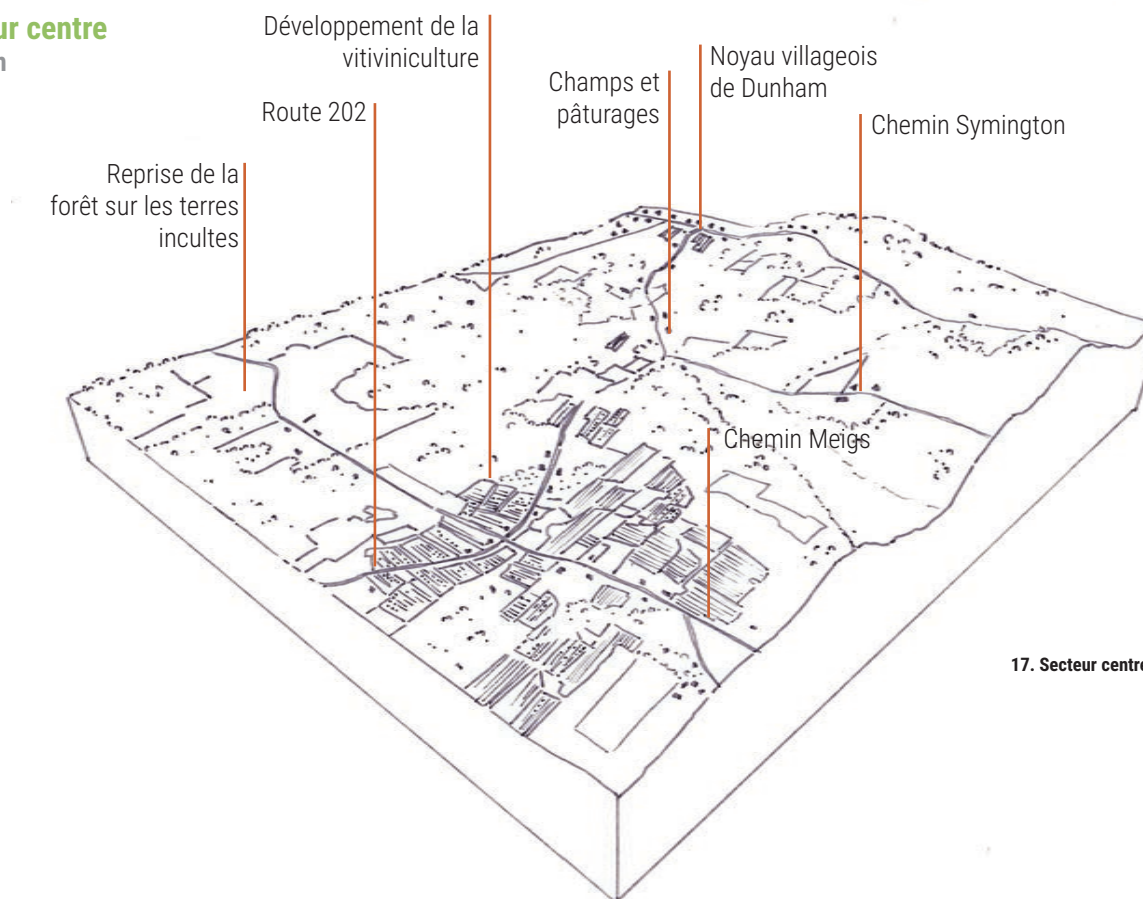 ur centre
Développement de la
vitiviniculture
Noyau villageois
de Dunham
Champs et
pâturages
Route 202
Chemin Symington
Reprise de la
forêt sur les terres
incultes
Chemin Meigs
17. Secteur centre